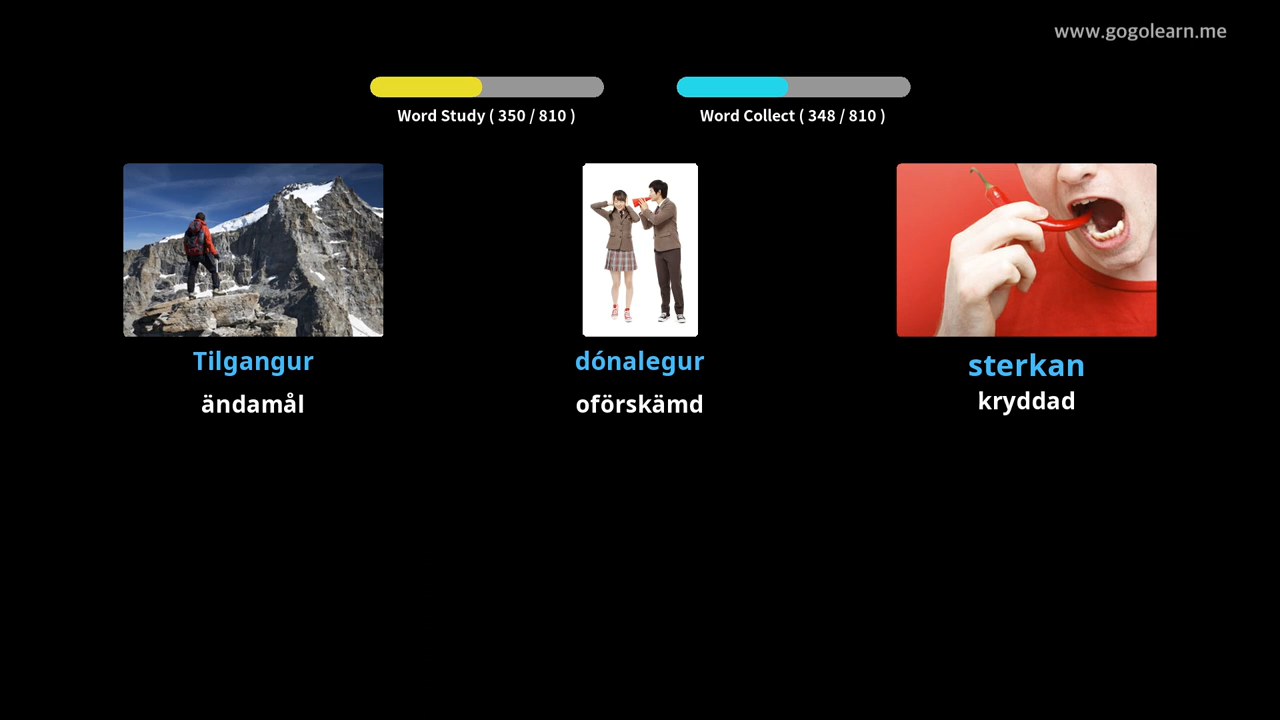 www.gogolearn.me
Word Study ( 350 / 810 )
Word Collect ( 348 / 810 )
Tilgangur
ändamål
dónalegur
oförskämd
sterkan
kryddad